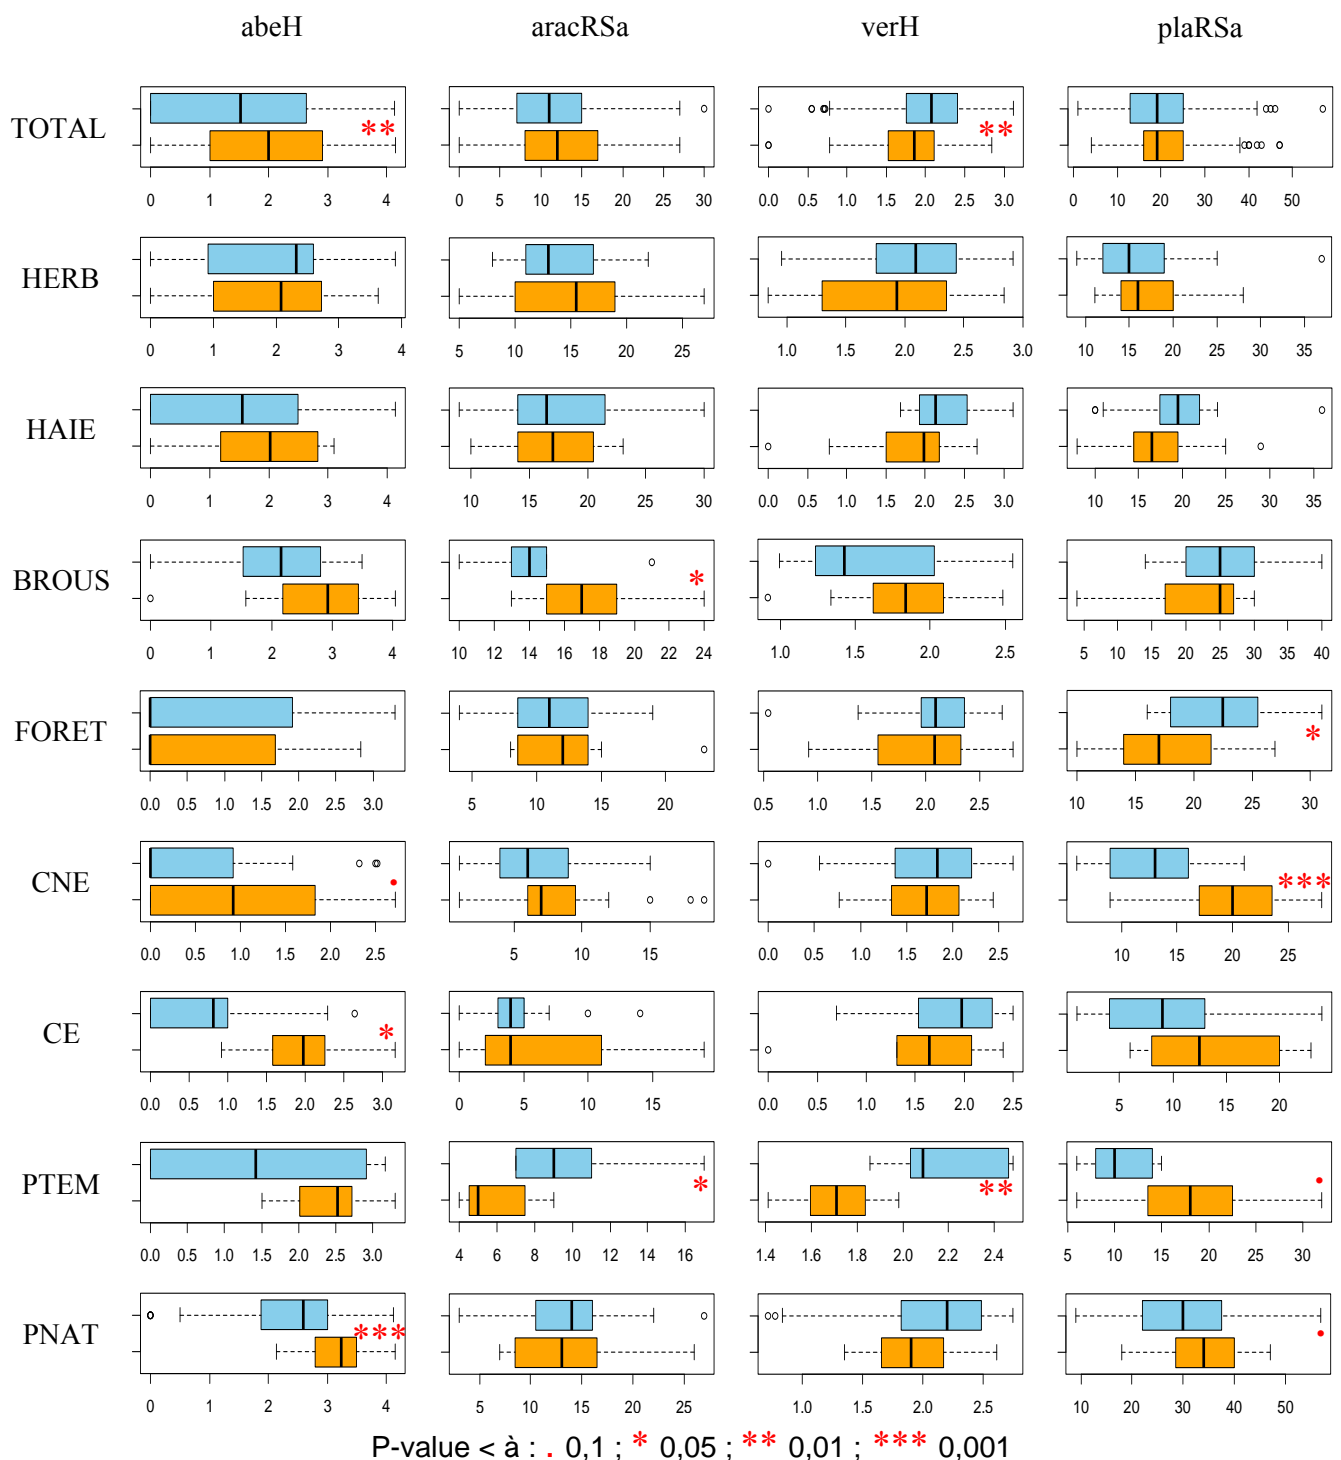 abeH aracRSa verH plaRSa
TOTAL ** **
0 1 2 3 4 0 5 10 15 20 25 30 0.0 0.5 1.0 1.5 2.0 2.5 3.0 0 10 20 30 40 50
HERB
0 1 2 3 4 5 10 15 20 25 1.0 1.5 2.0 2.5 3.0 10 15 20 25 30 35
HAIE
0 1 2 3 4 10 15 20 25 30 0.0 0.5 1.0 1.5 2.0 2.5 3.0 10 15 20 25 30 35
BROUS *
0 1 2 3 4 10 12 14 16 18 20 22 24 1.0 1.5 2.0 2.5 5 10 15 20 25 30 35 40
FORET *
0.0 0.5 1.0 1.5 2.0 2.5 3.0 5 10 15 20 0.5 1.0 1.5 2.0 2.5 10 15 20 25 30
CNE . ***
0.0 0.5 1.0 1.5 2.0 2.5 5 10 15 0.0 0.5 1.0 1.5 2.0 2.5 10 15 20 25
CE *
0.0 0.5 1.0 1.5 2.0 2.5 3.0 0 5 10 15 0.0 0.5 1.0 1.5 2.0 2.5 5 10 15 20
PTEM * ** .
0.0 0.5 1.0 1.5 2.0 2.5 3.0 4 6 8 10 12 14 16 1.4 1.6 1.8 2.0 2.2 2.4 5 10 15 20 25 30
PNAT *** .
0 1 2 3 4 5 10 15 20 25 1.0 1.5 2.0 2.5 10 20 30 40 50
P-value < à : . 0,1 ; * 0,05 ; ** 0,01 ; *** 0,001